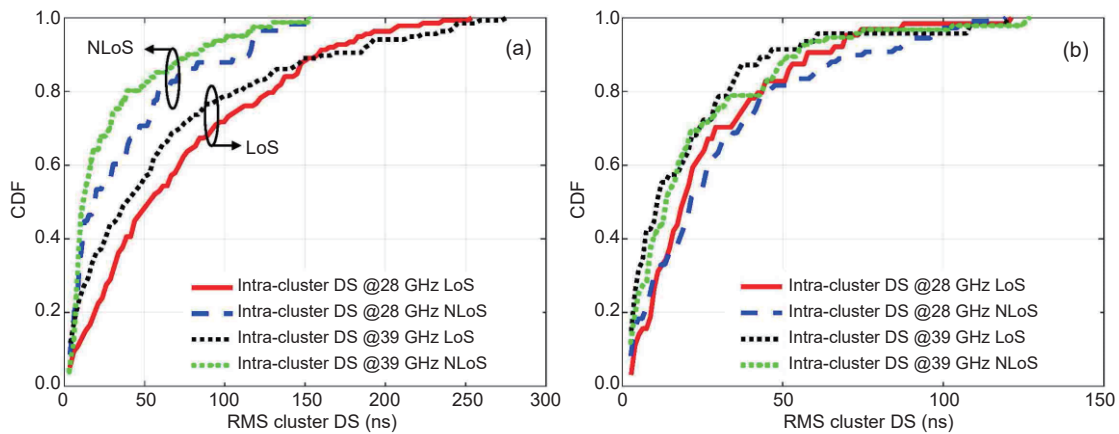 1.0
0.8
0.6
0.4
0.2
0.0
CDF
NLoS
LoS
(a)
Intra-cluster DS @28 GHz LoS
Intra-cluster DS @28 GHz NLoS
Intra-cluster DS @39 GHz LoS
Intra-cluster DS @39 GHz NLoS
0 50 100 150 200 250 300
RMS cluster DS (ns)
1.0
0.8
0.6
0.4
0.2
0.0
CDF
(b)
Intra-cluster DS @28 GHz LoS
Intra-cluster DS @28 GHz NLoS
Intra-cluster DS @39 GHz LoS
Intra-cluster DS @39 GHz NLoS
0 50 100 150
RMS cluster DS (ns)